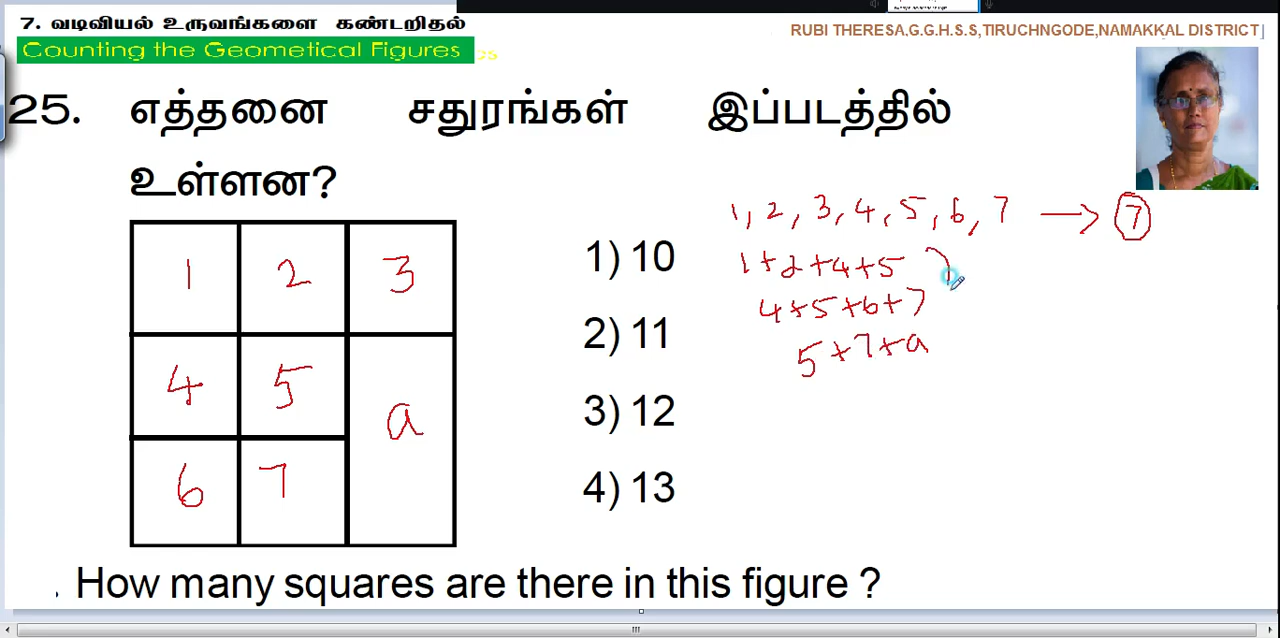 7. வடிவியல் உருவங்களை கண்டறிதல்
RUBI THERESA.G.G.H.S.S,TIRUCHNGODE,NAMAKKAL DISTRICT]
Counting the Geometical Figures
25. எத்தனை சதுரங்கள் இப்படத்தில்
உள்ளன?
1, 2, 3, 4, 5, 6, 7 → 7
1+2+4+5
4+5+6+7
5+7+a
1 2 3
4 5 a
6 7
1) 10
2) 11
3) 12
4) 13
. How many squares are there in this figure ?